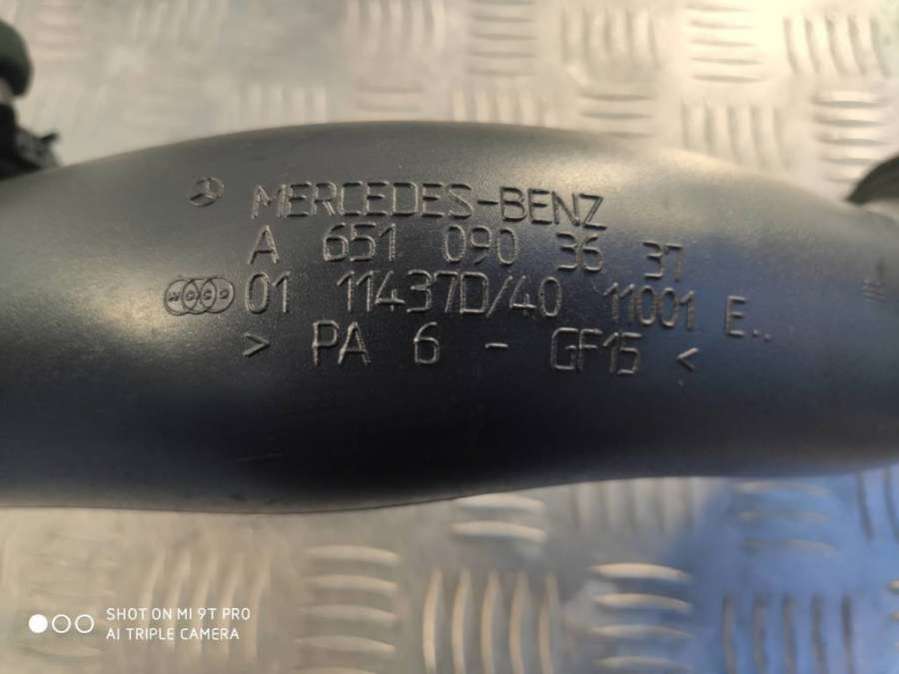 MERCEDES-BENZ
A 651 090 36 37
01 11437D/40 11001 E..
> PA 6 - GF15 <
SHOT ON MI 9T PRO
AI TRIPLE CAMERA